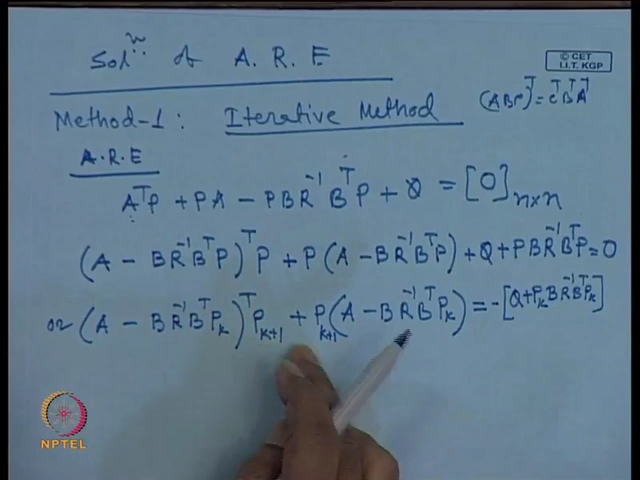 Solⁿ of A.R.E
© CET
I.I.T. KGP
Method-1: Iterative Method
(ABC)ᵀ = CᵀBᵀAᵀ
A.R.E
AᵀP + PA − PBR⁻¹BᵀP + Q = [0]ₙₓₙ
(A − BR⁻¹BᵀP)ᵀP + P(A − BR⁻¹BᵀP) + Q + PBR⁻¹BᵀP = 0
or (A − BR⁻¹BᵀPₖ)ᵀPₖ₊₁ + Pₖ₊₁(A − BR⁻¹BᵀPₖ) = −[Q + PₖBR⁻¹BᵀPₖ]
NPTEL